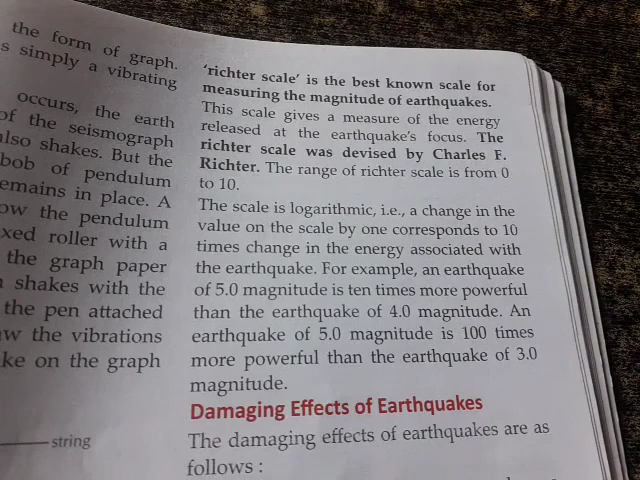 the form of graph.
s simply a vibrating
occurs, the earth
of the seismograph
also shakes. But the
bob of pendulum
emains in place. A
ow the pendulum
xed roller with a
the graph paper
shakes with the
the pen attached
w the vibrations
ke on the graph
string
'richter scale' is the best known scale for
measuring the magnitude of earthquakes.
This scale gives a measure of the energy
released at the earthquake's focus. The
richter scale was devised by Charles F.
Richter. The range of richter scale is from 0
to 10.
The scale is logarithmic, i.e., a change in the
value on the scale by one corresponds to 10
times change in the energy associated with
the earthquake. For example, an earthquake
of 5.0 magnitude is ten times more powerful
than the earthquake of 4.0 magnitude. An
earthquake of 5.0 magnitude is 100 times
more powerful than the earthquake of 3.0
magnitude.
Damaging Effects of Earthquakes
The damaging effects of earthquakes are as
follows :